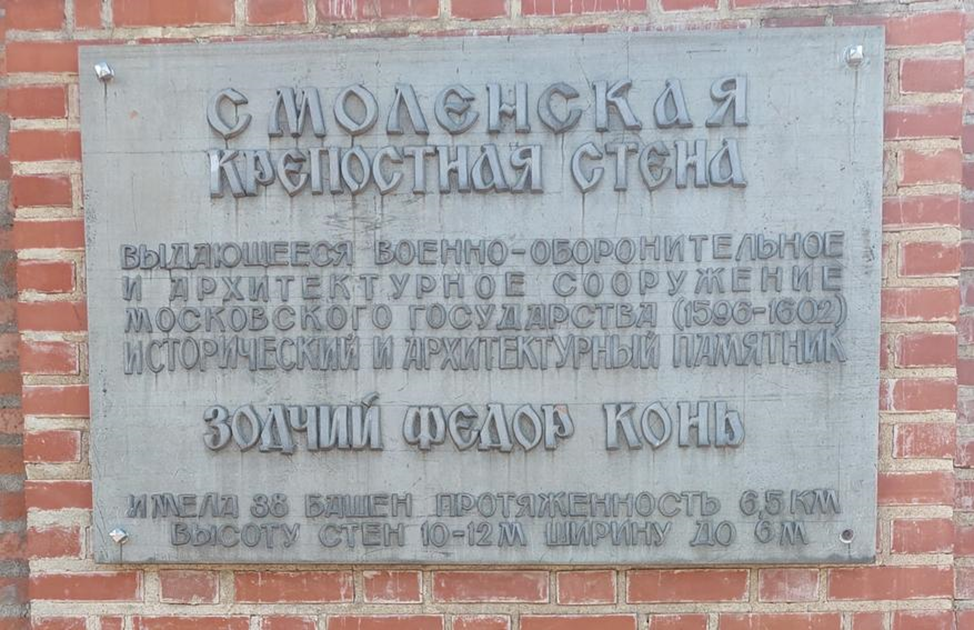 СМОЛЕНСКАЯ
КРЕПОСТНАЯ СТЕНА
ВЫДАЮЩЕЕСЯ ВОЕННО-ОБОРОНИТЕЛЬНОЕ
И АРХИТЕКТУРНОЕ СООРУЖЕНИЕ
МОСКОВСКОГО ГОСУДАРСТВА (1596-1602)
ИСТОРИЧЕСКИЙ И АРХИТЕКТУРНЫЙ ПАМЯТНИК
ЗОДЧИЙ ФЕДОР КОНЬ
ИМЕЛА 38 БАШЕН ПРОТЯЖЕННОСТЬ 6,5 КМ
ВЫСОТУ СТЕН 10-12 М ШИРИНУ ДО 6 М